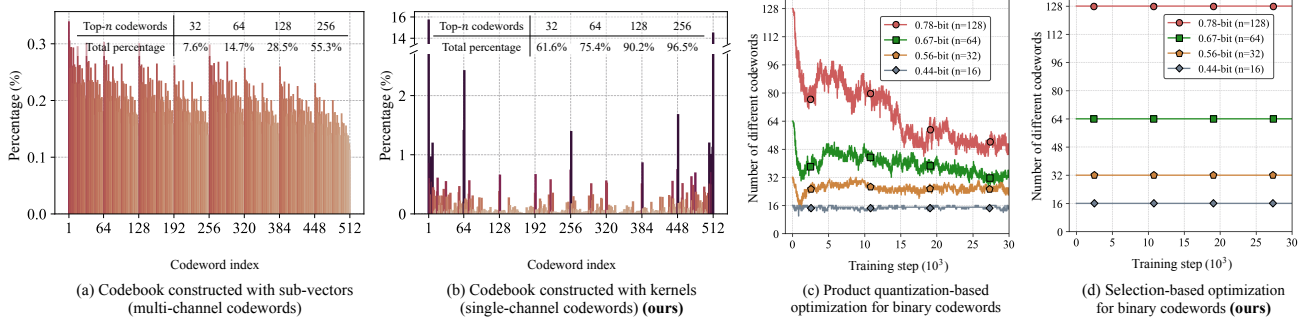 Top-n codewords 32 64 128 256
Total percentage 7.6% 14.7% 28.5% 55.3%
Percentage (%)
0.3
0.2
0.1
0.0
1 64 128 192 256 320 384 448 512
Codeword index
(a) Codebook constructed with sub-vectors
(multi-channel codewords)
Top-n codewords 32 64 128 256
Total percentage 61.6% 75.4% 90.2% 96.5%
Percentage (%)
16
14
2
1
0
1 64 128 192 256 320 384 448 512
Codeword index
(b) Codebook constructed with kernels
(single-channel codewords) (ours)
Number of different codewords
128
112
96
80
64
48
32
16
0
0.78-bit (n=128)
0.67-bit (n=64)
0.56-bit (n=32)
0.44-bit (n=16)
0 5 10 15 20 25 30
Training step (10³)
(c) Product quantization-based
optimization for binary codewords
Number of different codewords
128
112
96
80
64
48
32
16
0
0.78-bit (n=128)
0.67-bit (n=64)
0.56-bit (n=32)
0.44-bit (n=16)
0 5 10 15 20 25 30
Training step (10³)
(d) Selection-based optimization
for binary codewords (ours)